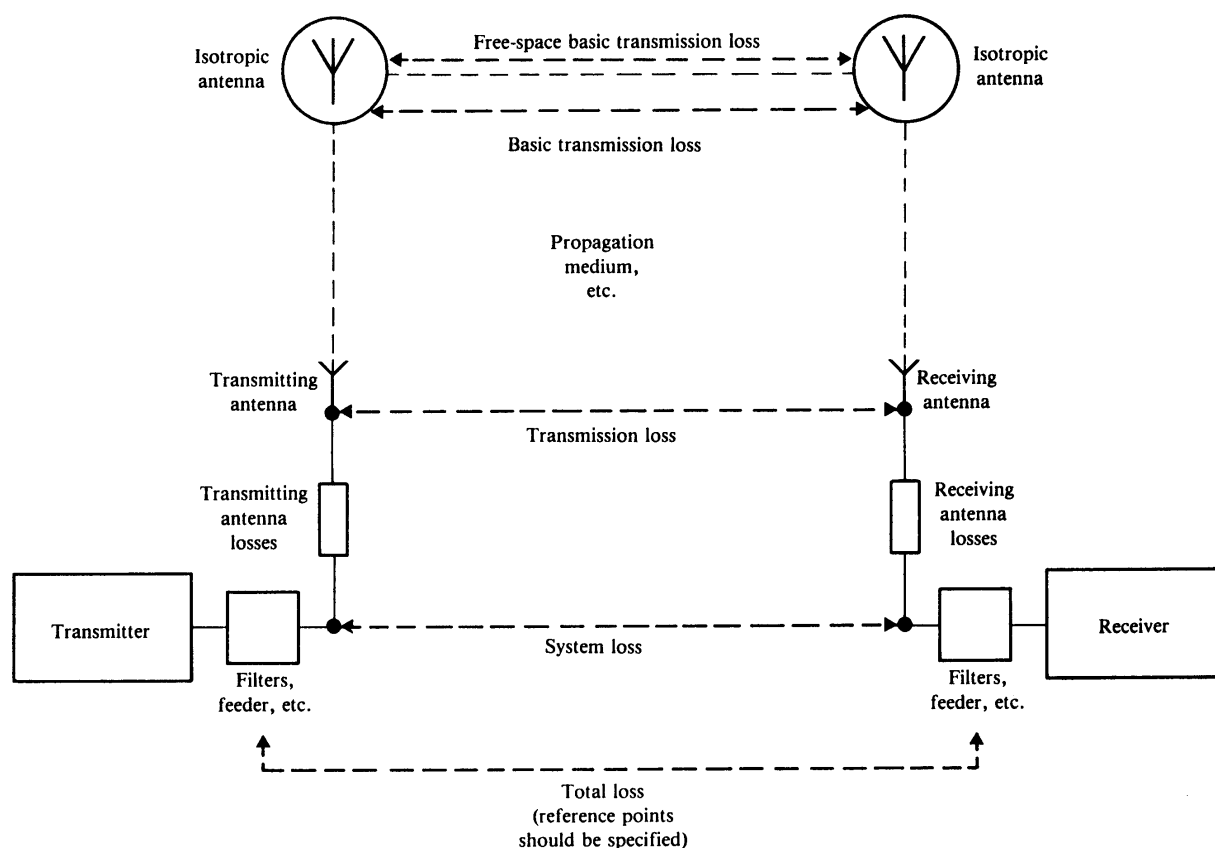 Free-space basic transmission loss
Isotropic
antenna
Isotropic
antenna
Basic transmission loss
Propagation
medium,
etc.
Transmitting
antenna
Receiving
antenna
Transmission loss
Transmitting
antenna
losses
Receiving
antenna
losses
Transmitter
Receiver
System loss
Filters,
feeder, etc.
Filters,
feeder, etc.
Total loss
(reference points
should be specified)